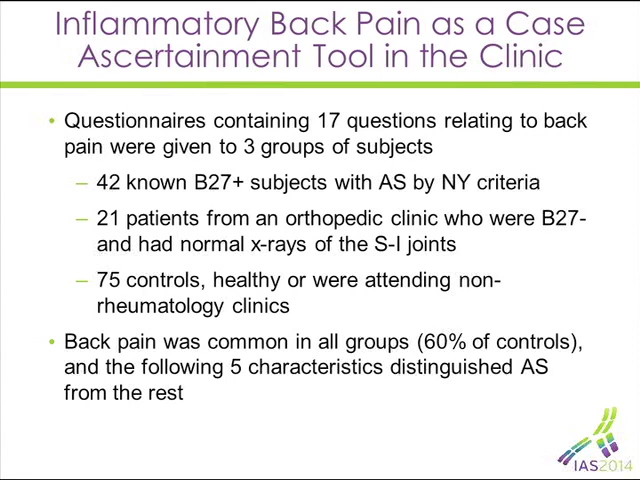 Inflammatory Back Pain as a Case
Ascertainment Tool in the Clinic
• Questionnaires containing 17 questions relating to back
pain were given to 3 groups of subjects
– 42 known B27+ subjects with AS by NY criteria
– 21 patients from an orthopedic clinic who were B27-
and had normal x-rays of the S-I joints
– 75 controls, healthy or were attending non-
rheumatology clinics
• Back pain was common in all groups (60% of controls),
and the following 5 characteristics distinguished AS
from the rest
IAS2014